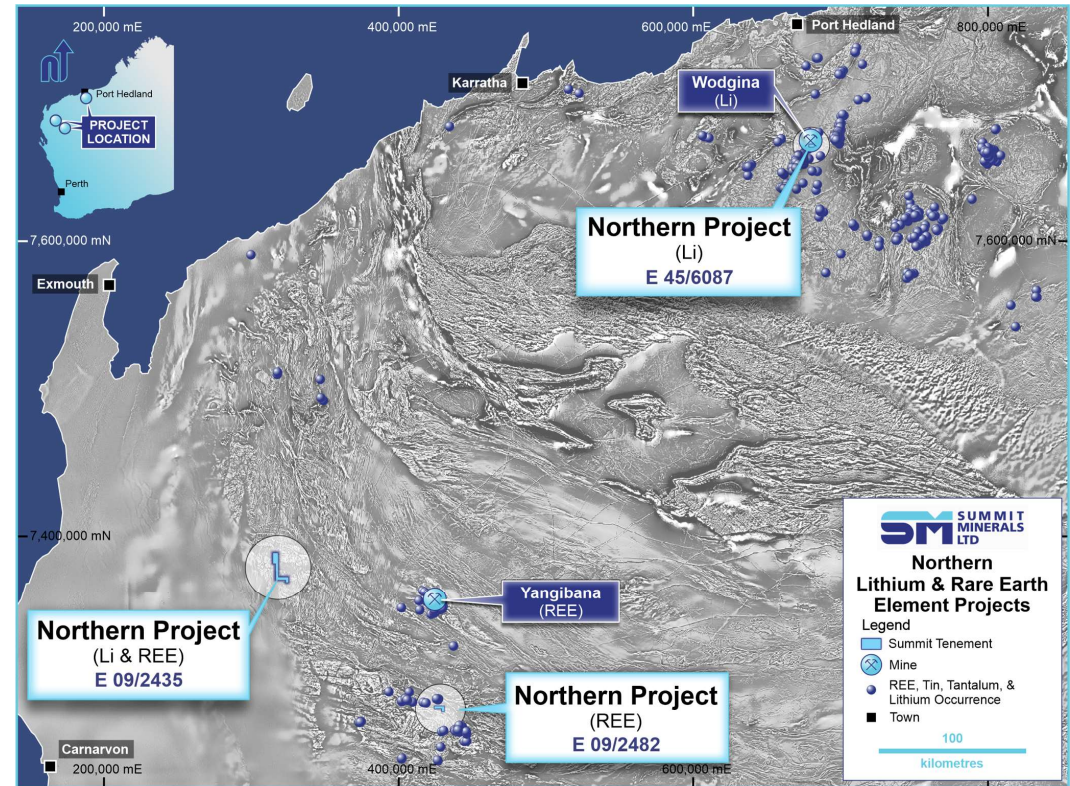 200,000 mE
400,000 mE
600,000 mE
800,000 mE
Port Hedland
Karratha
Wodgina
(Li)
Port Hedland
PROJECT
LOCATION
Perth
Northern Project
(Li)
E 45/6087
7,600,000 mN
7,600,000 mN
Exmouth
7,400,000 mN
Yangibana
(REE)
Northern Project
(Li & REE)
E 09/2435
Northern Project
(REE)
E 09/2482
Carnarvon
200,000 mE
400,000 mE
600,000 mE
SM SUMMIT
MINERALS
LTD
Northern
Lithium & Rare Earth
Element Projects
Legend
Summit Tenement
Mine
REE, Tin, Tantalum, &
Lithium Occurrence
Town
100
kilometres